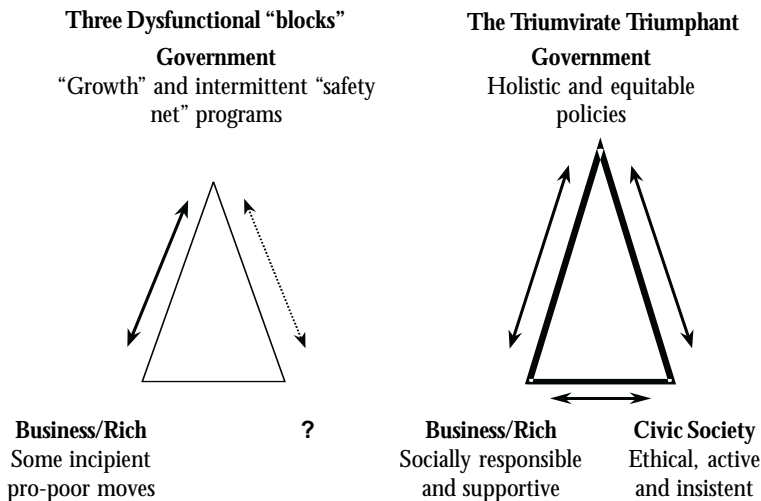 Three Dysfunctional “blocks”
Government
“Growth” and intermittent “safety
net” programs
Business/Rich
Some incipient
pro-poor moves
?
The Triumvirate Triumphant
Government
Holistic and equitable
policies
Business/Rich
Socially responsible
and supportive
Civic Society
Ethical, active
and insistent